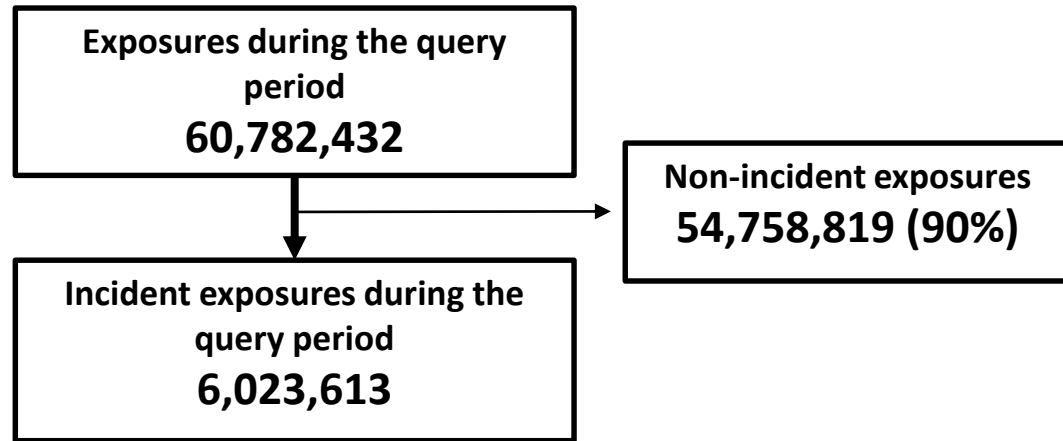 Exposures during the query
period
60,782,432
Non-incident exposures
54,758,819 (90%)
Incident exposures during the
query period
6,023,613